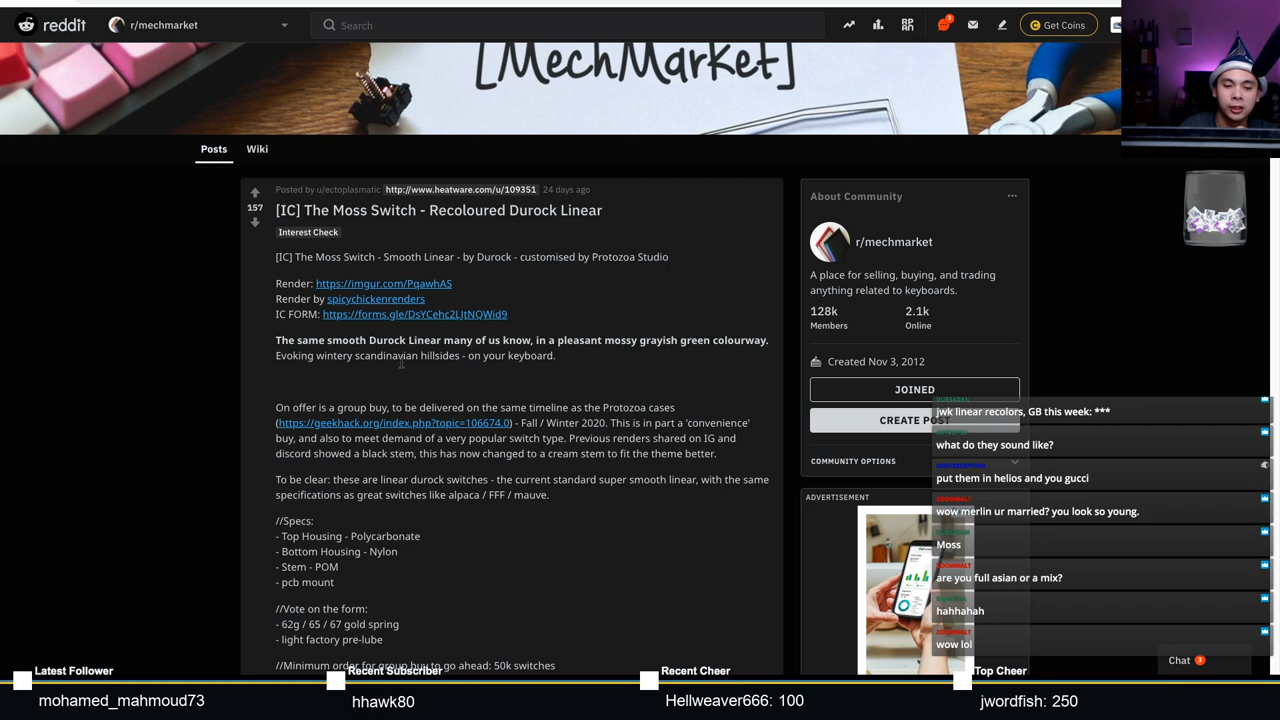 reddit
r/mechmarket
Search
3
Get Coins
[MechMarket]
Posts
Wiki
157
Posted by u/ectoplasmatic http://www.heatware.com/u/109351 24 days ago
[IC] The Moss Switch - Recoloured Durock Linear
Interest Check
[IC] The Moss Switch - Smooth Linear - by Durock - customised by Protozoa Studio
Render: https://imgur.com/PqawhAS
Render by spicychickenrenders
IC FORM: https://forms.gle/DsYCehc2LJtNQWid9
The same smooth Durock Linear many of us know, in a pleasant mossy grayish green colourway.
Evoking wintery scandinavian hillsides - on your keyboard.
On offer is a group buy, to be delivered on the same timeline as the Protozoa cases
(https://geekhack.org/index.php?topic=106674.0) - Fall / Winter 2020. This is in part a 'convenience'
buy, and also to meet demand of a very popular switch type. Previous renders shared on IG and
discord showed a black stem, this has now changed to a cream stem to fit the theme better.
To be clear: these are linear durock switches - the current standard super smooth linear, with the same
specifications as great switches like alpaca / FFF / mauve.
//Specs:
- Top Housing - Polycarbonate
- Bottom Housing - Nylon
- Stem - POM
- pcb mount
//Vote on the form:
- 62g / 65 / 67 gold spring
- light factory pre-lube
//Minimum order for group buy to go ahead: 50k switches
About Community
r/mechmarket
A place for selling, buying, and trading
anything related to keyboards.
128k
Members
2.1k
Online
Created Nov 3, 2012
JOINED
CREATE POST
COMMUNITY OPTIONS
ADVERTISEMENT
jwk linear recolors, GB this week: ***
what do they sound like?
put them in helios and you gucci
ZOOMWALT
wow merlin ur married? you look so young.
Moss
ZOOMWALT
are you full asian or a mix?
hahhahah
ZOOMWALT
wow lol
Chat 3
Latest Follower
mohamed_mahmoud73
Recent Subscriber
hhawk80
Recent Cheer
Hellweaver666: 100
Top Cheer
jwordfish: 250